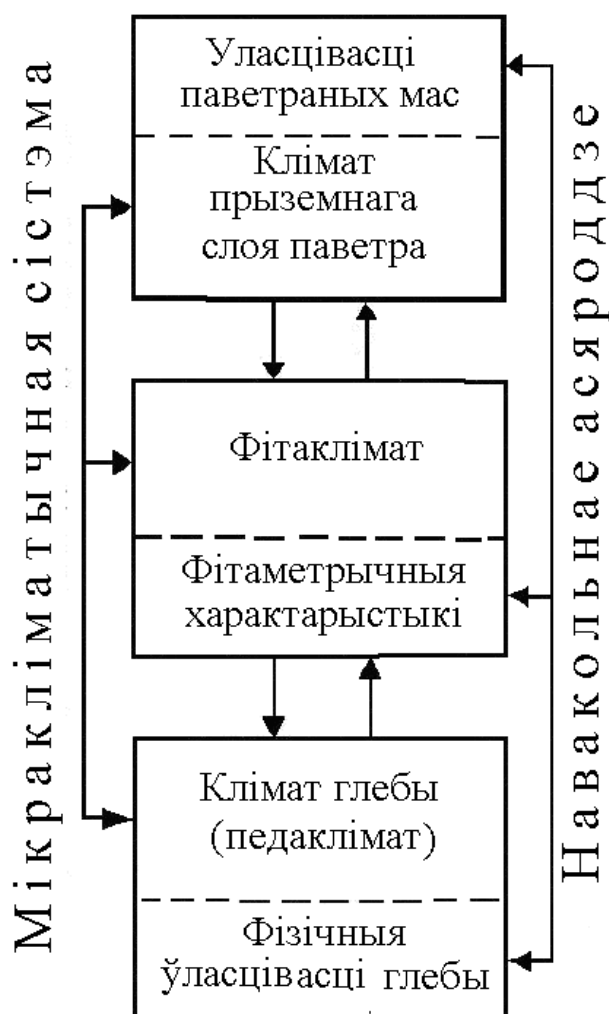 Мікракліматычная сістэма
Уласцівасці
паветраных мас
Клімат
прыземнага
слоя паветра
Фітаклімат
Фітаметрычныя
характарыстыкі
Клімат глебы
(педаклімат)
Фізічныя
ўласцівасці глебы
Навакольнае асяроддзе